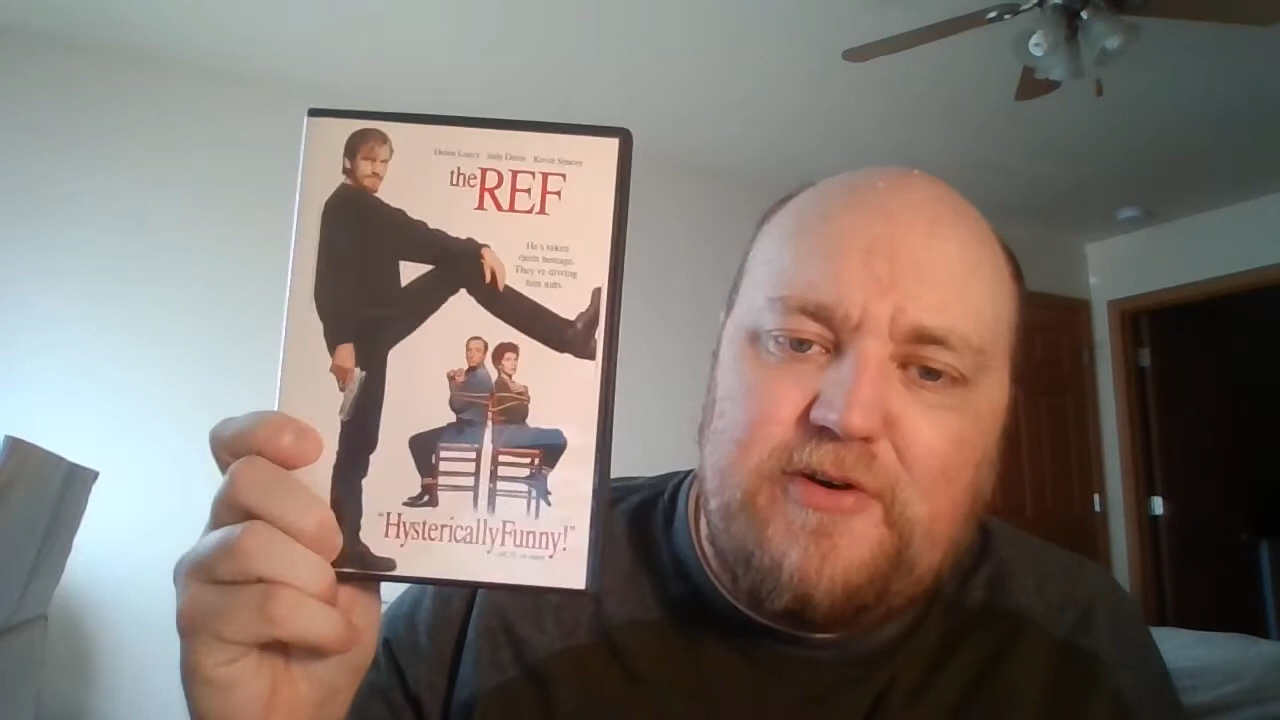 Denis Leary Judy Davis Kevin Spacey
the REF
He's taken
them hostage.
They're driving
him nuts.
"Hysterically Funny!"